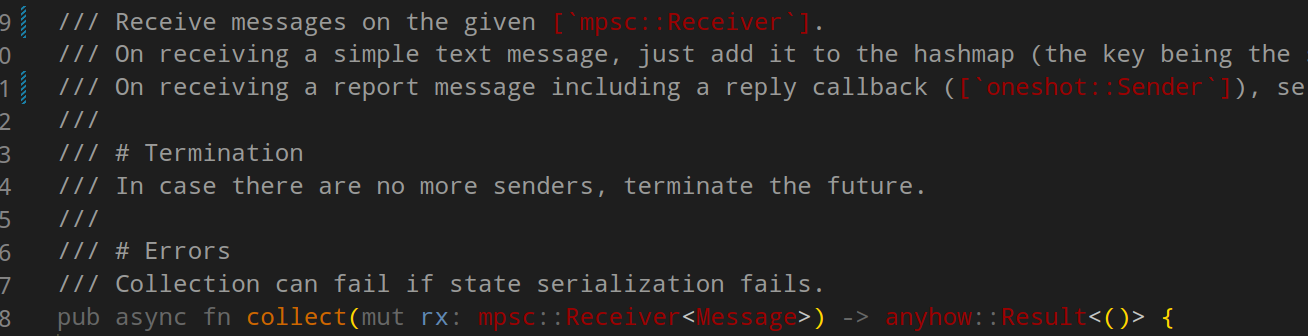 9 /// Receive messages on the given [`mpsc::Receiver`].
0 /// On receiving a simple text message, just add it to the hashmap (the key being the
1 /// On receiving a report message including a reply callback ([`oneshot::Sender`]), se
2 ///
3 /// # Termination
4 /// In case there are no more senders, terminate the future.
5 ///
6 /// # Errors
7 /// Collection can fail if state serialization fails.
8 pub async fn collect(mut rx: mpsc::Receiver<Message>) -> anyhow::Result<()> {